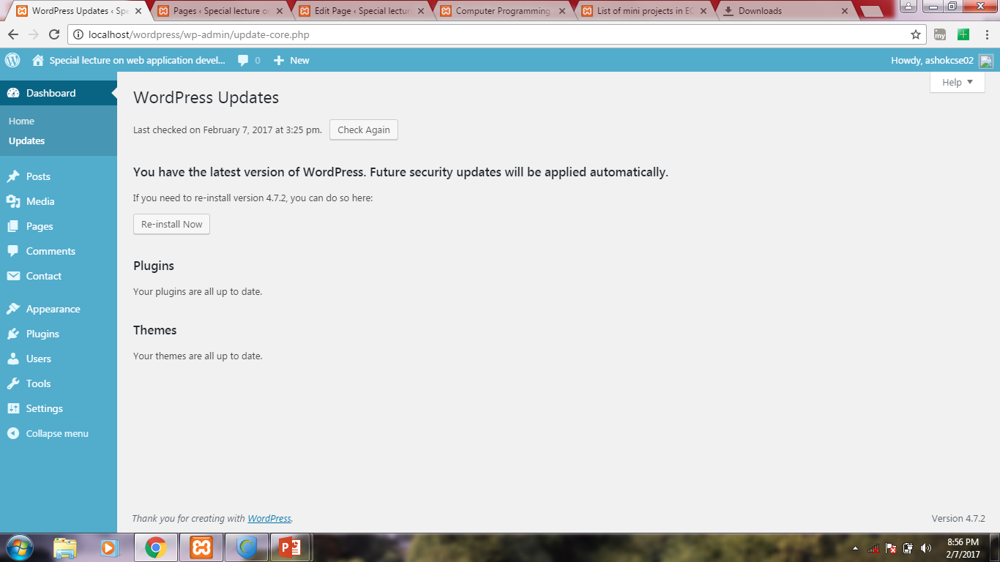 WordPress Updates ‹ Spe
Pages ‹ Special lecture o
Edit Page ‹ Special lectur
Computer Programming
List of mini projects in EC
Downloads
localhost/wordpress/wp-admin/update-core.php
my
Special lecture on web application devel...
0
New
Howdy, ashokcse02
Help
Dashboard
Home
Updates
Posts
Media
Pages
Comments
Contact
Appearance
Plugins
Users
Tools
Settings
Collapse menu
WordPress Updates
Last checked on February 7, 2017 at 3:25 pm.
Check Again
You have the latest version of WordPress. Future security updates will be applied automatically.
If you need to re-install version 4.7.2, you can do so here:
Re-install Now
Plugins
Your plugins are all up to date.
Themes
Your themes are all up to date.
Thank you for creating with WordPress.
Version 4.7.2
8:56 PM
2/7/2017